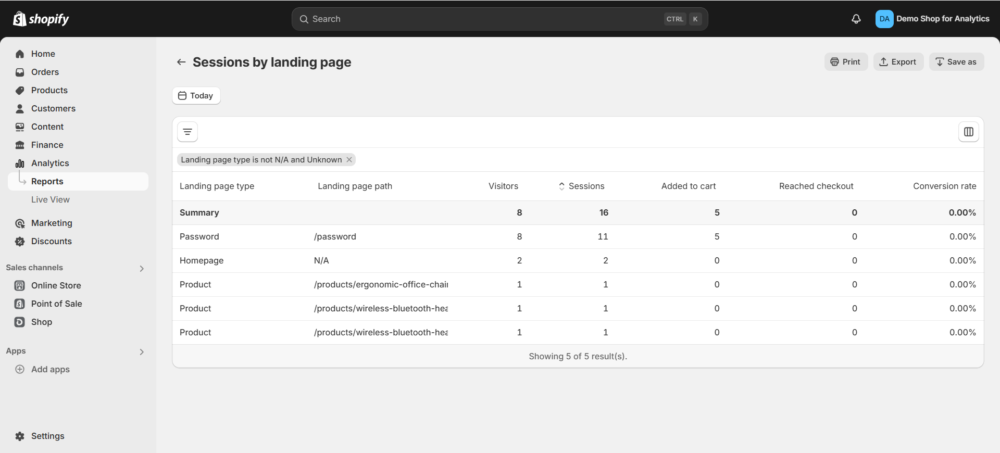 shopify
Search
CTRL K
DA Demo Shop for Analytics
Home
Orders
Products
Customers
Content
Finance
Analytics
Reports
Live View
Marketing
Discounts
Sales channels
Online Store
Point of Sale
Shop
Apps
Add apps
Settings
Sessions by landing page
Print Export Save as
Today
Landing page type is not N/A and Unknown
Landing page type Landing page path Visitors Sessions Added to cart Reached checkout Conversion rate
Summary 8 16 5 0 0.00%
Password /password 8 11 5 0 0.00%
Homepage N/A 2 2 0 0 0.00%
Product /products/ergonomic-office-chair 1 1 0 0 0.00%
Product /products/wireless-bluetooth-hea 1 1 0 0 0.00%
Product /products/wireless-bluetooth-hea 1 1 0 0 0.00%
Showing 5 of 5 result(s).